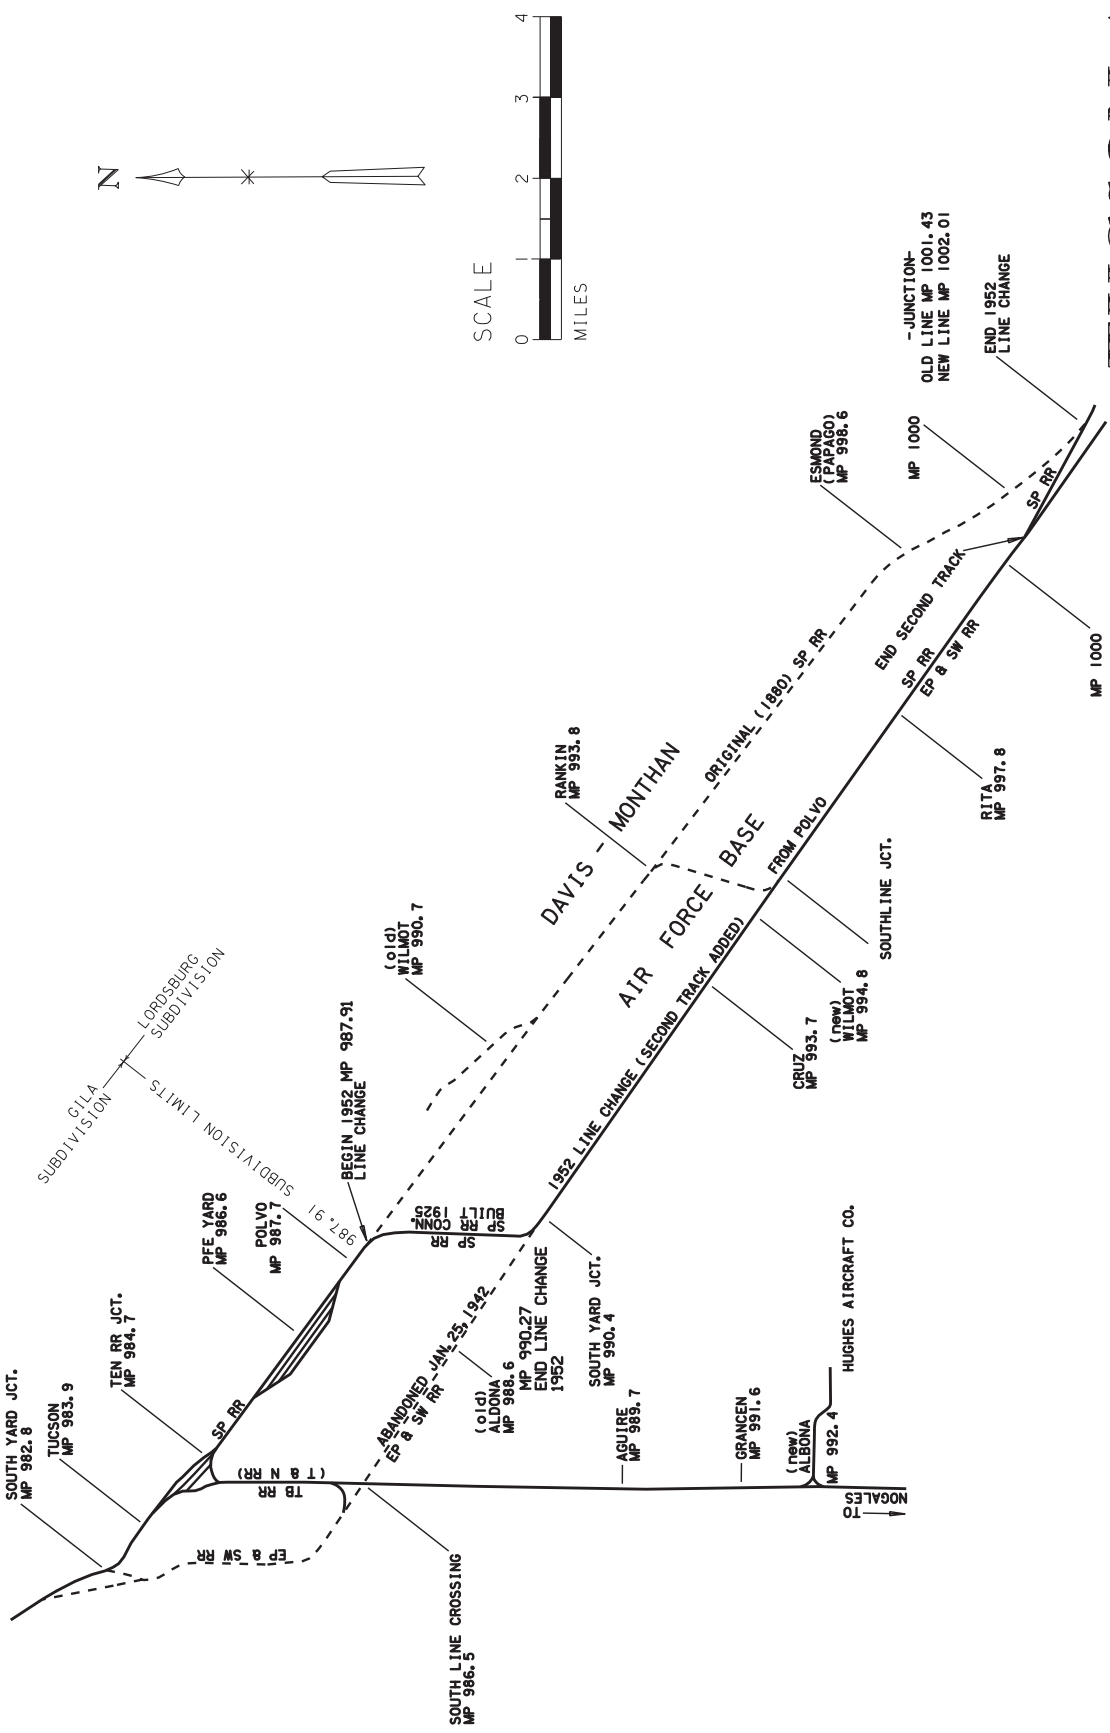 N
SCALE
0 1 2 3 4
MILES
SOUTH YARD JCT.
MP 982.8
TUCSON
MP 983.9
TEN RR JCT.
MP 984.7
PFE YARD
MP 986.6
POLVO
MP 987.7
GILA
SUBDIVISION
LORDSBURG
SUBDIVISION
SUBDIVISION LIMITS
987.91
BEGIN 1952 MP 987.91
LINE CHANGE
(old)
WILMOT
MP 990.7
RANKIN
MP 993.8
DAVIS - MONTHAN
AIR FORCE BASE
ORIGINAL (1880) SP RR
ESMOND
(PAPAGO)
MP 998.6
MP 1000
-JUNCTION-
OLD LINE MP 1001.43
NEW LINE MP 1002.01
END 1952
LINE CHANGE
SP RR
END SECOND TRACK
SP RR
EP & SW RR
MP 1000
RITA
MP 997.8
FROM POLVO
SOUTHLINE JCT.
(new)
WILMOT
MP 994.8
CRUZ
MP 993.7
1952 LINE CHANGE (SECOND TRACK ADDED)
SP RR
SP RR CONN.
BUILT 1925
SP RR
TB RR
(T & N RR)
EP & SW RR
ABANDONED JAN. 25, 1942
EP & SW RR
(old)
ALDONA
MP 988.6
MP 990.27
END LINE CHANGE
1952
SOUTH YARD JCT.
MP 990.4
SOUTH LINE CROSSING
MP 986.5
AGUIRE
MP 989.7
GRANCEN
MP 991.6
(new)
ALBONA
MP 992.4
HUGHES AIRCRAFT CO.
TO
NOGALES